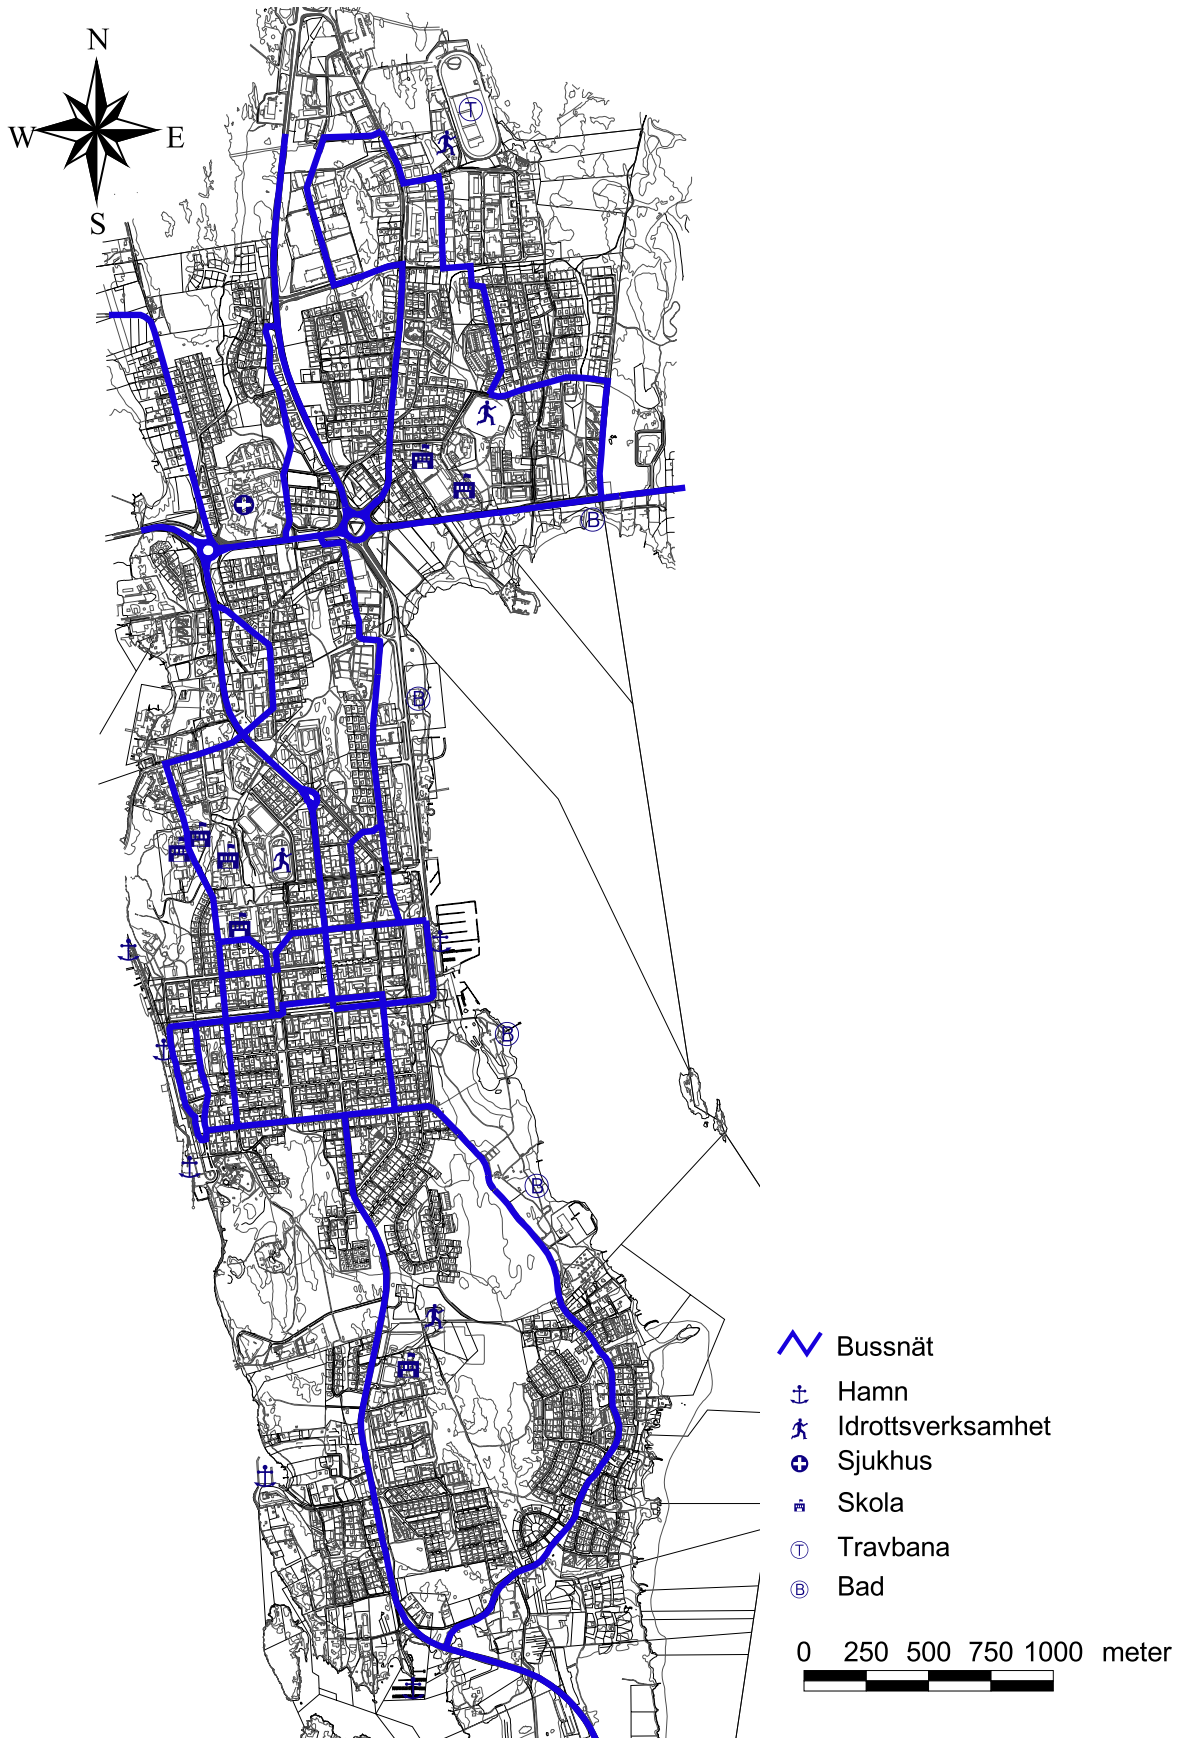 N
W E
S
T
B
B
B
B
Bussnät
Hamn
Idrottsverksamhet
Sjukhus
Skola
T Travbana
B Bad
0 250 500 750 1000 meter